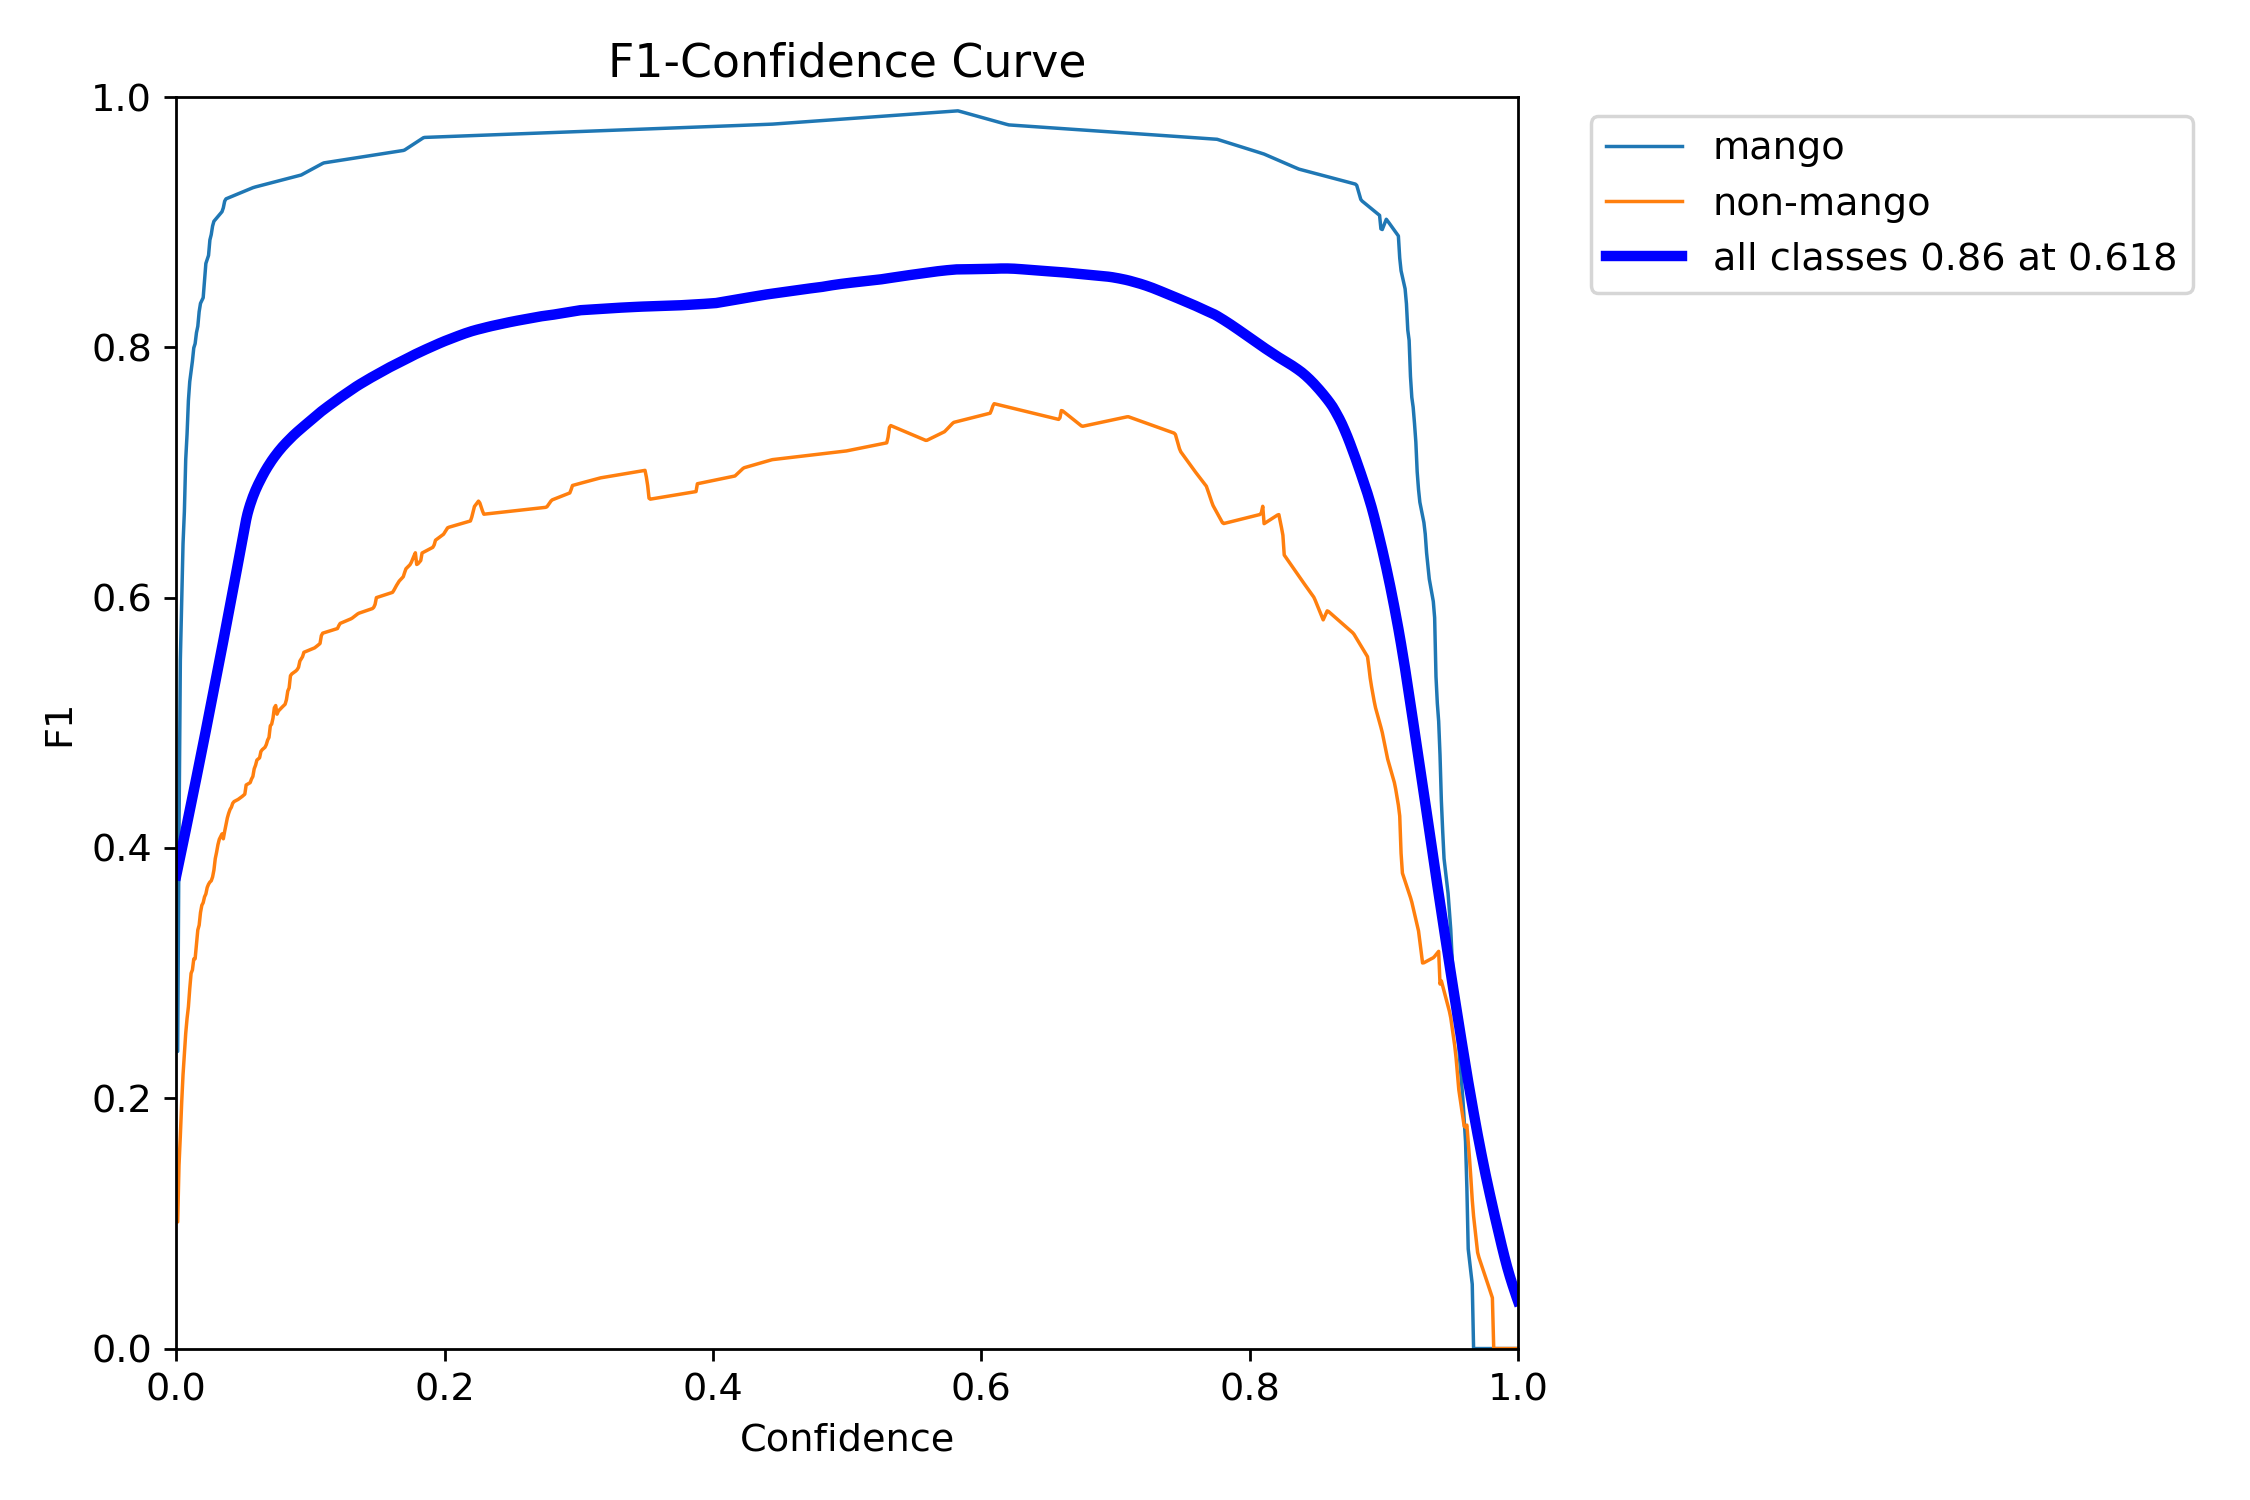 F1-Confidence Curve
mango
non-mango
all classes 0.86 at 0.618
F1
1.0
0.8
0.6
0.4
0.2
0.0
0.0 0.2 0.4 0.6 0.8 1.0
Confidence